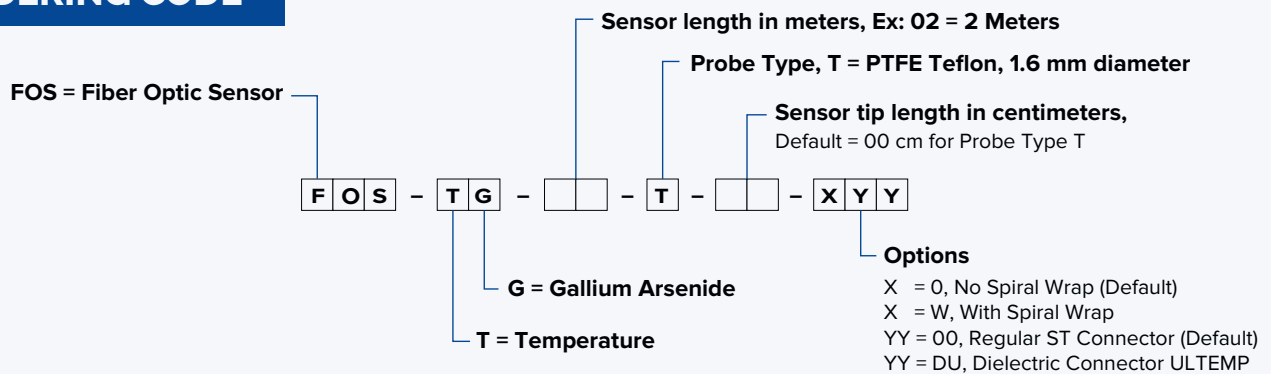 Sensor length in meters, Ex: 02 = 2 Meters
Probe Type, T = PTFE Teflon, 1.6 mm diameter
FOS = Fiber Optic Sensor
Sensor tip length in centimeters,
Default = 00 cm for Probe Type T
F O S – T G – – T – – X Y Y
Options
G = Gallium Arsenide
X = 0, No Spiral Wrap (Default)
X = W, With Spiral Wrap
T = Temperature
YY = 00, Regular ST Connector (Default)
YY = DU, Dielectric Connector ULTEMP